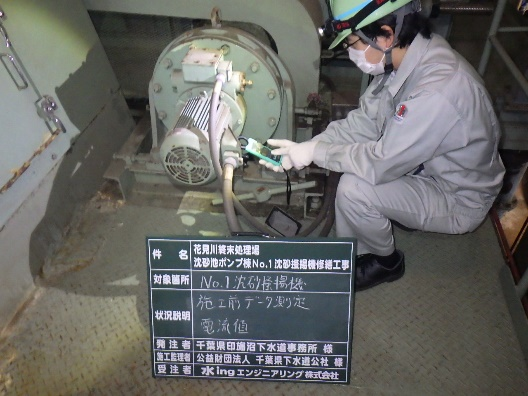 件名 花見川終末処理場
沈砂池ポンプ棟No.1沈砂掻揚機修繕工事
対象箇所 No.1沈砂掻揚機
状況説明 施工前データ測定
電流値
発注者 千葉県印旛沼下水道事務所 様
施工監理者 公益財団法人 千葉県下水道公社 様
受注者 水ingエンジニアリング株式会社